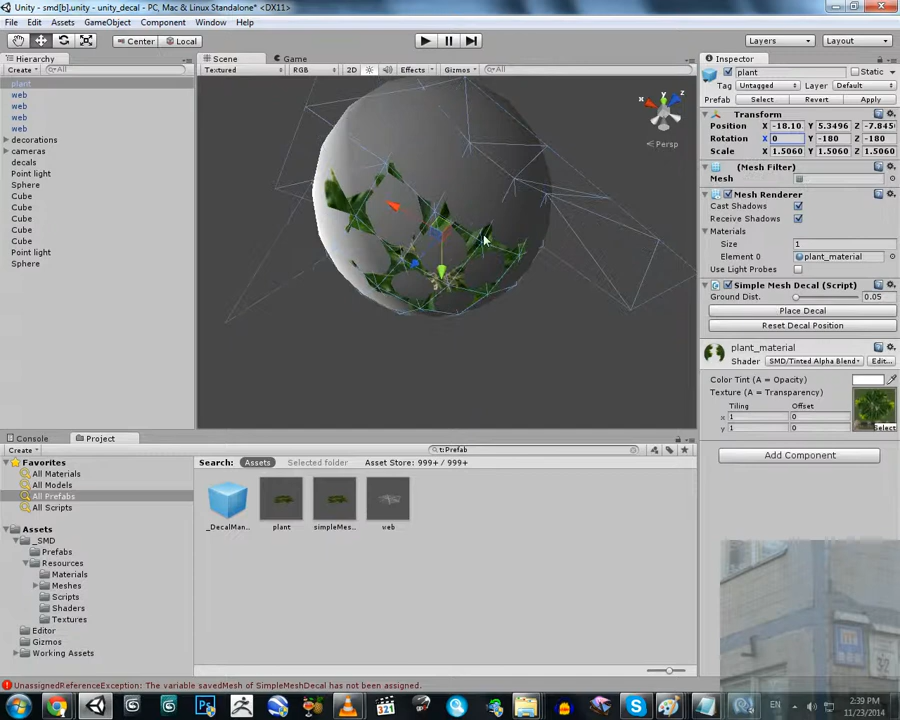 Unity - smd[b].unity - unity_decal - PC, Mac & Linux Standalone* <DX11>
File Edit Assets GameObject Component Window Help
Center Local Layers Layout
Hierarchy
Create All
plant
web
web
web
web
decorations
cameras
decals
Point light
Sphere
Cube
Cube
Cube
Cube
Cube
Point light
Sphere
Scene Game
Textured RGB 2D Effects Gizmos All
x y z
Persp
Inspector
plant Static
Tag Untagged Layer Default
Prefab Select Revert Apply
Transform
Position X -18.10 Y 5.3496 Z -7.845
Rotation X 0 Y -180 Z -180
Scale X 1.5060 Y 1.5060 Z 1.5060
(Mesh Filter)
Mesh
Mesh Renderer
Cast Shadows
Receive Shadows
Materials
Size 1
Element 0 plant_material
Use Light Probes
Simple Mesh Decal (Script)
Ground Dist. 0.05
Place Decal
Reset Decal Position
plant_material
Shader SMD/Tinted Alpha Blend Edit...
Color Tint (A = Opacity)
Texture (A = Transparency)
Tiling Offset
x 1 0
y 1 0
Select
Add Component
Console Project
Create t:Prefab
Favorites
All Materials
All Models
All Prefabs
All Scripts
Assets
_SMD
Prefabs
Resources
Materials
Meshes
Scripts
Shaders
Textures
Editor
Gizmos
Working Assets
Search: Assets Selected folder Asset Store: 999+ / 999+
_DecalMan... plant simpleMes... web
UnassignedReferenceException: The variable savedMesh of SimpleMeshDecal has not been assigned.
321
EN 2:39 PM
11/23/2014
32